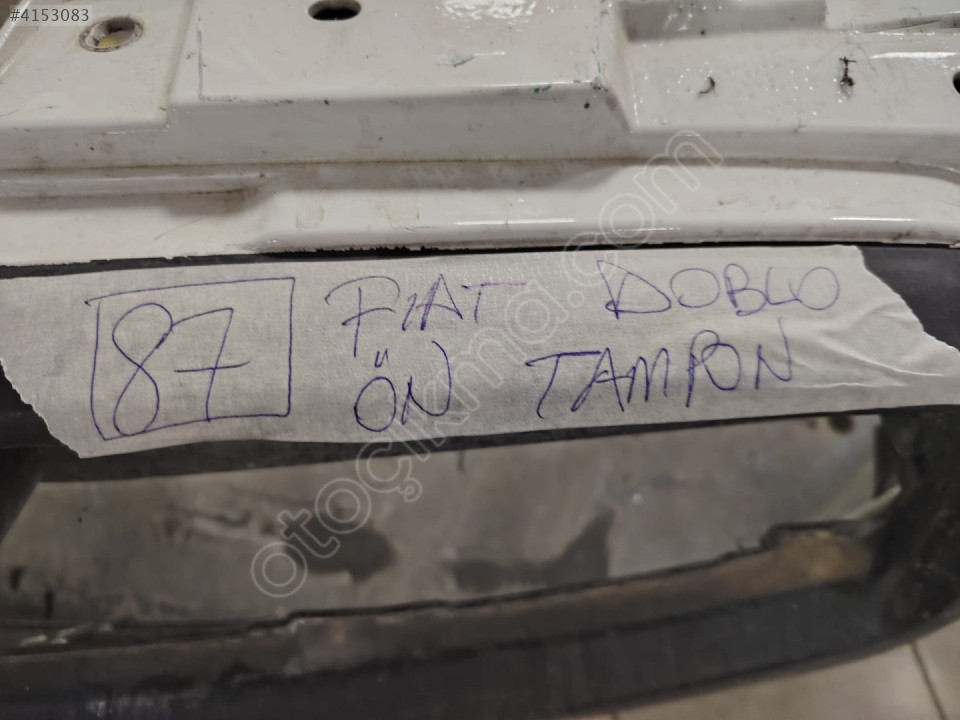 #4153083
87 FIAT DOBLO
ÖN TAMPON
otoçıkma.com